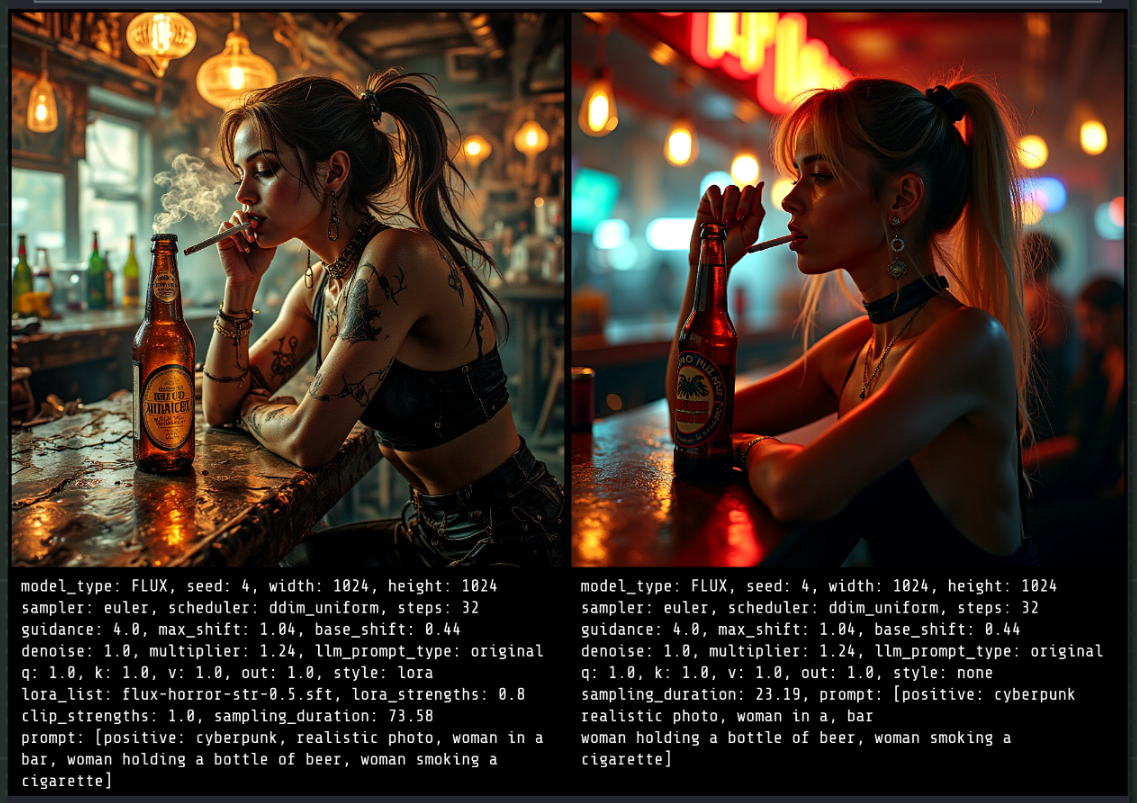 model_type: FLUX, seed: 4, width: 1024, height: 1024
sampler: euler, scheduler: ddim_uniform, steps: 32
guidance: 4.0, max_shift: 1.04, base_shift: 0.44
denoise: 1.0, multiplier: 1.24, llm_prompt_type: original
q: 1.0, k: 1.0, v: 1.0, out: 1.0, style: lora
lora_list: flux-horror-str-0.5.sft, lora_strengths: 0.8
clip_strengths: 1.0, sampling_duration: 73.58
prompt: [positive: cyberpunk, realistic photo, woman in a
bar, woman holding a bottle of beer, woman smoking a
cigarette]
model_type: FLUX, seed: 4, width: 1024, height: 1024
sampler: euler, scheduler: ddim_uniform, steps: 32
guidance: 4.0, max_shift: 1.04, base_shift: 0.44
denoise: 1.0, multiplier: 1.24, llm_prompt_type: original
q: 1.0, k: 1.0, v: 1.0, out: 1.0, style: none
sampling_duration: 23.19, prompt: [positive: cyberpunk
realistic photo, woman in a, bar
woman holding a bottle of beer, woman smoking a
cigarette]